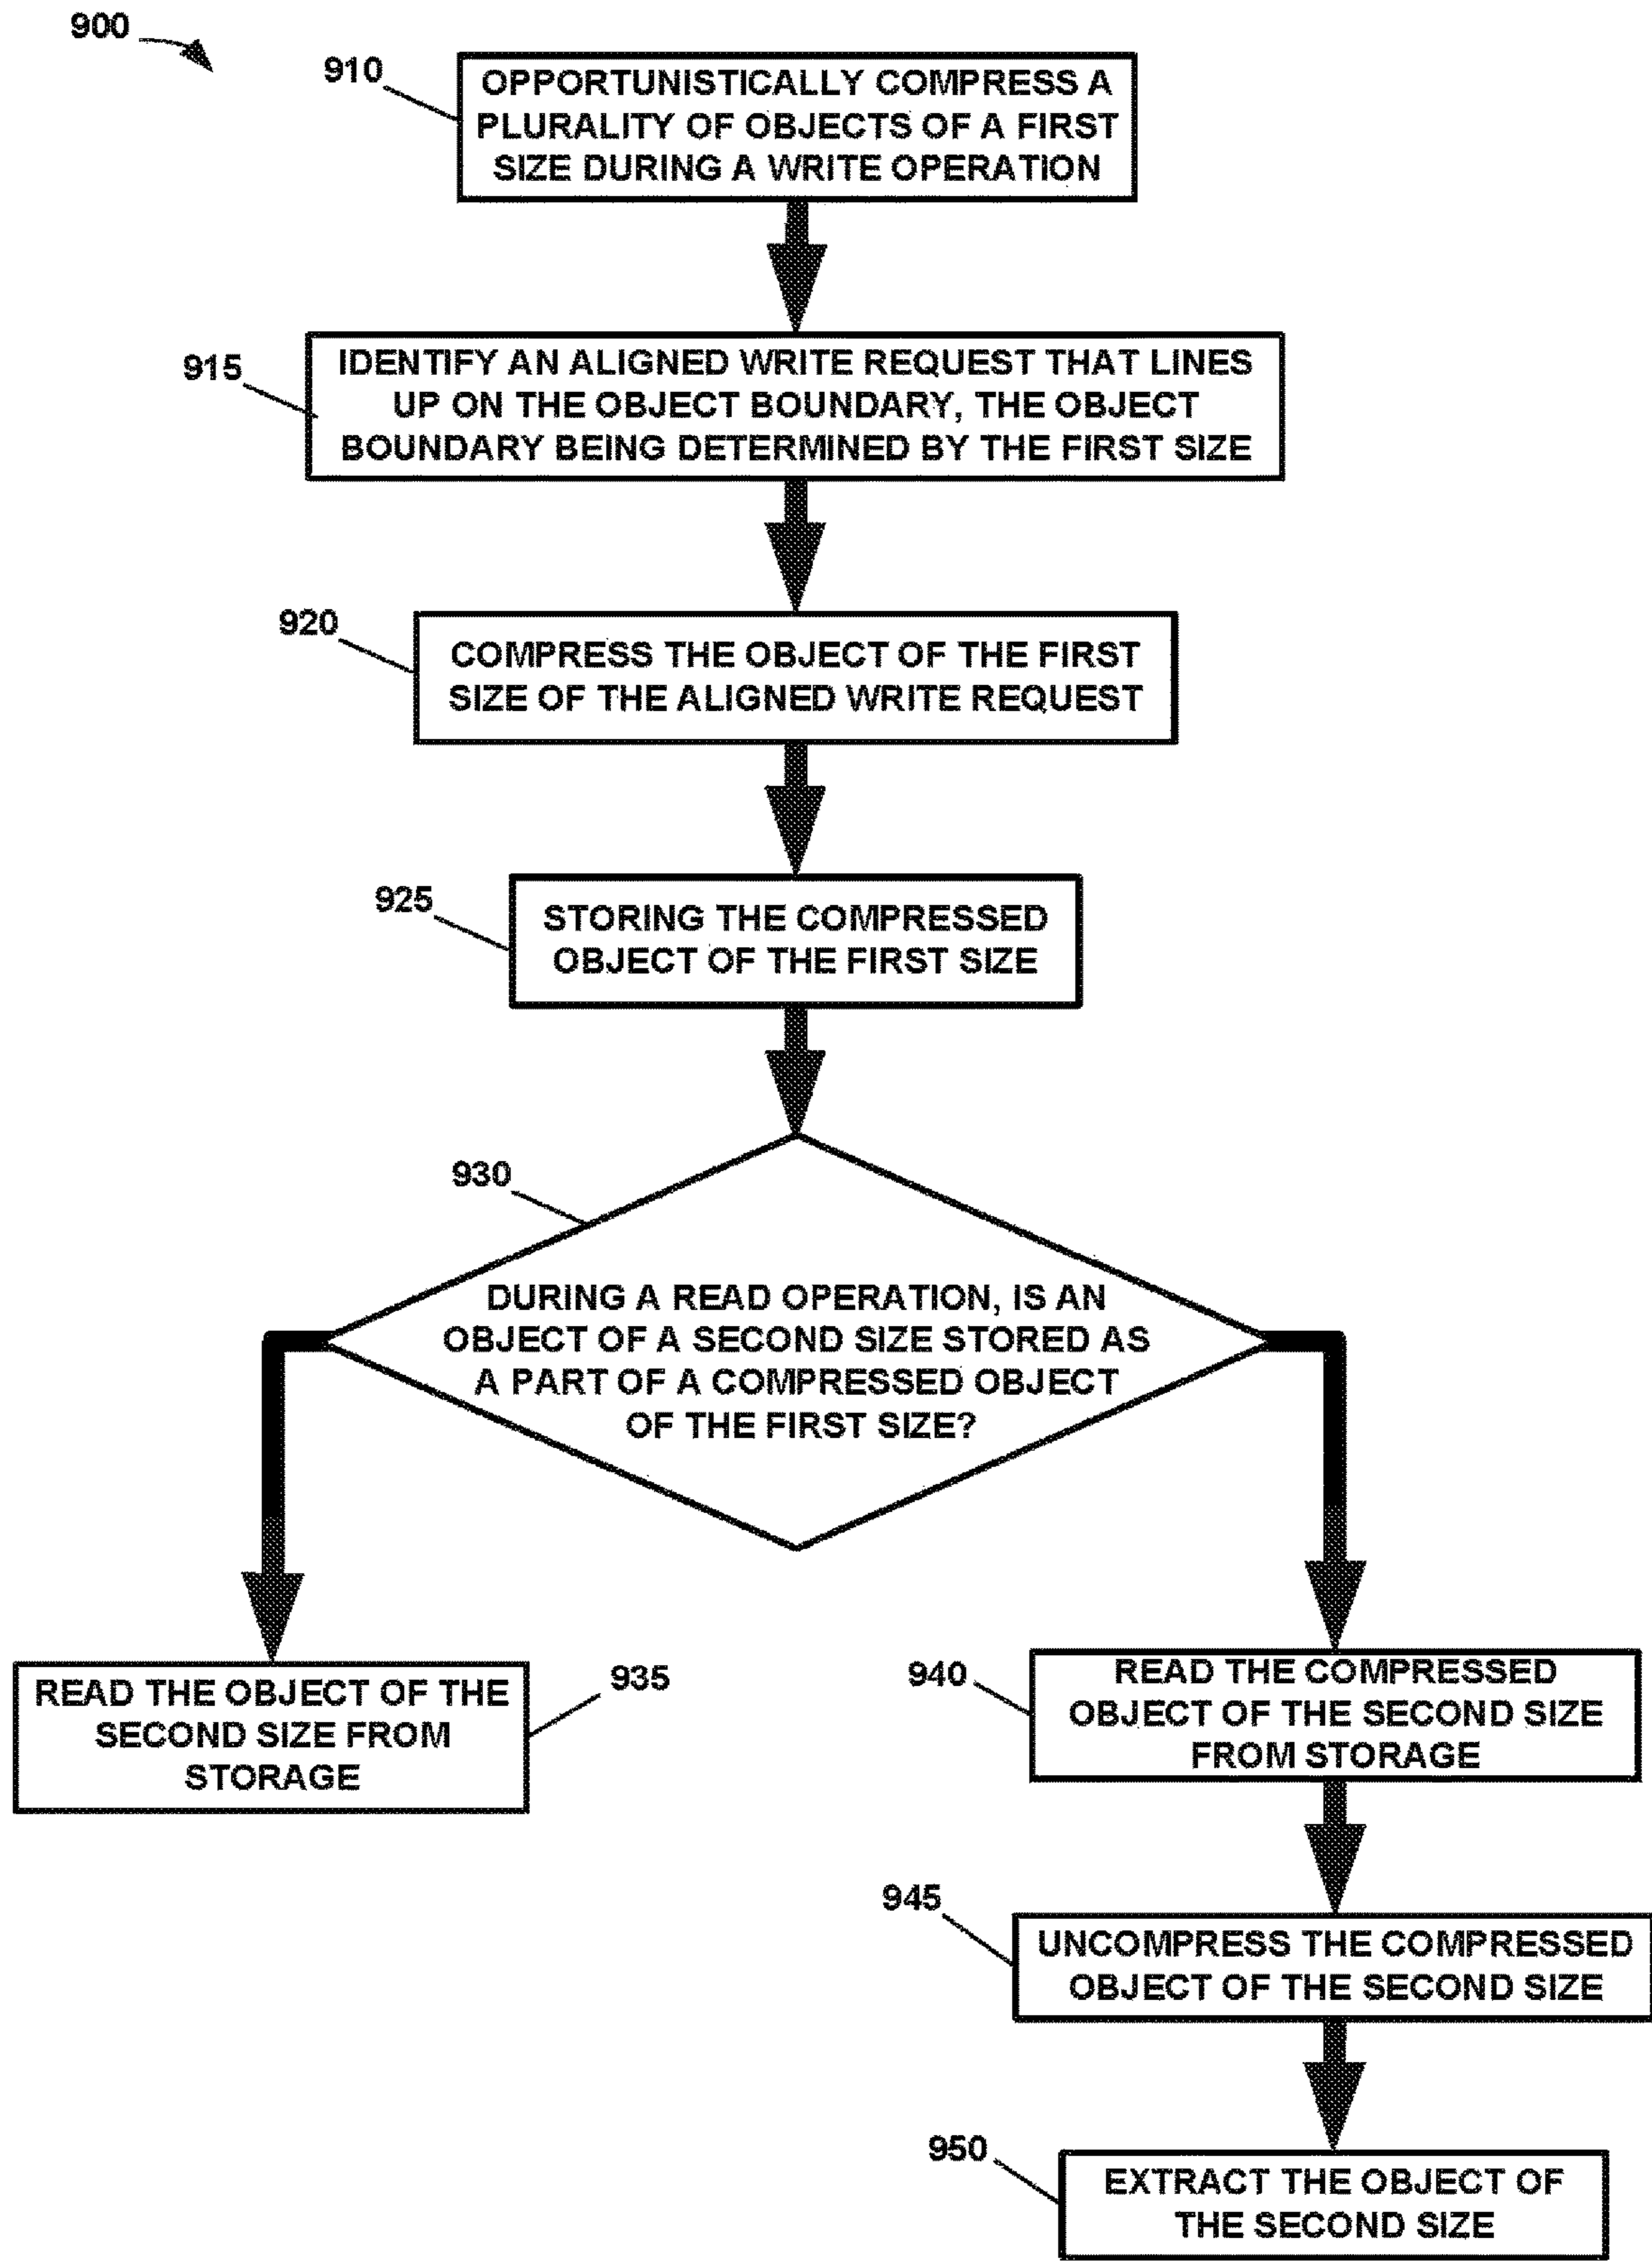 900
910
OPPORTUNISTICALLY COMPRESS A
PLURALITY OF OBJECTS OF A FIRST
SIZE DURING A WRITE OPERATION
915
IDENTIFY AN ALIGNED WRITE REQUEST THAT LINES
UP ON THE OBJECT BOUNDARY, THE OBJECT
BOUNDARY BEING DETERMINED BY THE FIRST SIZE
920
COMPRESS THE OBJECT OF THE FIRST
SIZE OF THE ALIGNED WRITE REQUEST
925
STORING THE COMPRESSED
OBJECT OF THE FIRST SIZE
930
DURING A READ OPERATION, IS AN
OBJECT OF A SECOND SIZE STORED AS
A PART OF A COMPRESSED OBJECT
OF THE FIRST SIZE?
READ THE OBJECT OF THE
SECOND SIZE FROM
STORAGE
935
940
READ THE COMPRESSED
OBJECT OF THE SECOND SIZE
FROM STORAGE
945
UNCOMPRESS THE COMPRESSED
OBJECT OF THE SECOND SIZE
950
EXTRACT THE OBJECT OF
THE SECOND SIZE